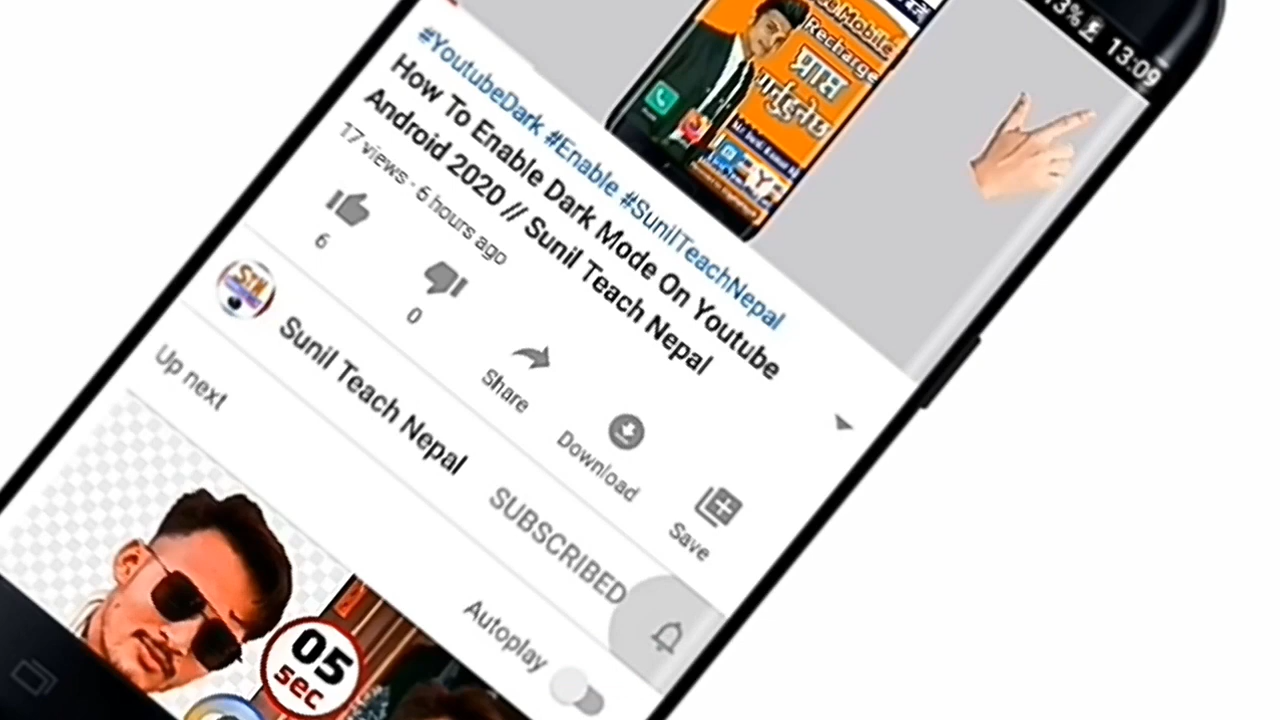 13%
13:09
Mobile
Recharge
प्राप्त
गर्नुहोस
#YoutubeDark #Enable #SunilTeachNepal
How To Enable Dark Mode On Youtube
Android 2020 // Sunil Teach Nepal
17 views · 6 hours ago
6
0
Share
Download
Save
Sunil Teach Nepal
SUBSCRIBED
Up next
Autoplay
05
sec